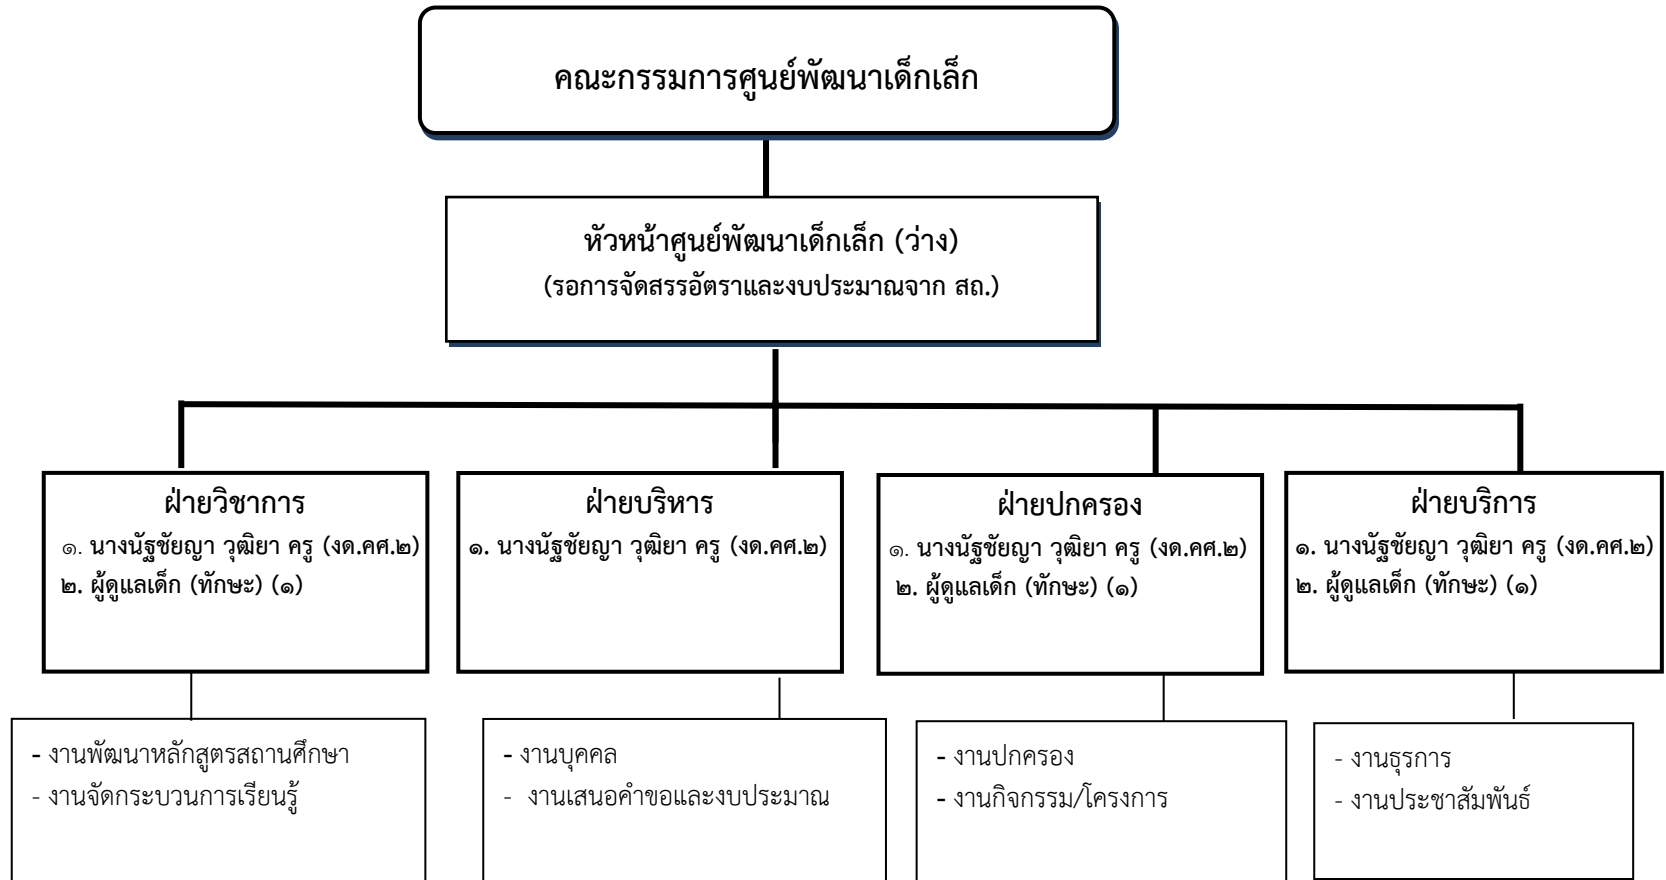 คณะกรรมการศูนย์พัฒนาเด็กเล็ก
หัวหน้าศูนย์พัฒนาเด็กเล็ก (ว่าง)
(รอการจัดสรรอัตราและงบประมาณจาก สถ.)
ฝ่ายวิชาการ
๑. นางนัฐชัยญา วุฒิยา ครู (งด.คศ.๒)
๒. ผู้ดูแลเด็ก (ทักษะ) (๑)
ฝ่ายบริหาร
๑. นางนัฐชัยญา วุฒิยา ครู (งด.คศ.๒)
ฝ่ายปกครอง
๑. นางนัฐชัยญา วุฒิยา ครู (งด.คศ.๒)
๒. ผู้ดูแลเด็ก (ทักษะ) (๑)
ฝ่ายบริการ
๑. นางนัฐชัยญา วุฒิยา ครู (งด.คศ.๒)
๒. ผู้ดูแลเด็ก (ทักษะ) (๑)
- งานพัฒนาหลักสูตรสถานศึกษา
- งานจัดกระบวนการเรียนรู้
- งานบุคคล
- งานเสนอคำขอและงบประมาณ
- งานปกครอง
- งานกิจกรรม/โครงการ
- งานธุรการ
- งานประชาสัมพันธ์